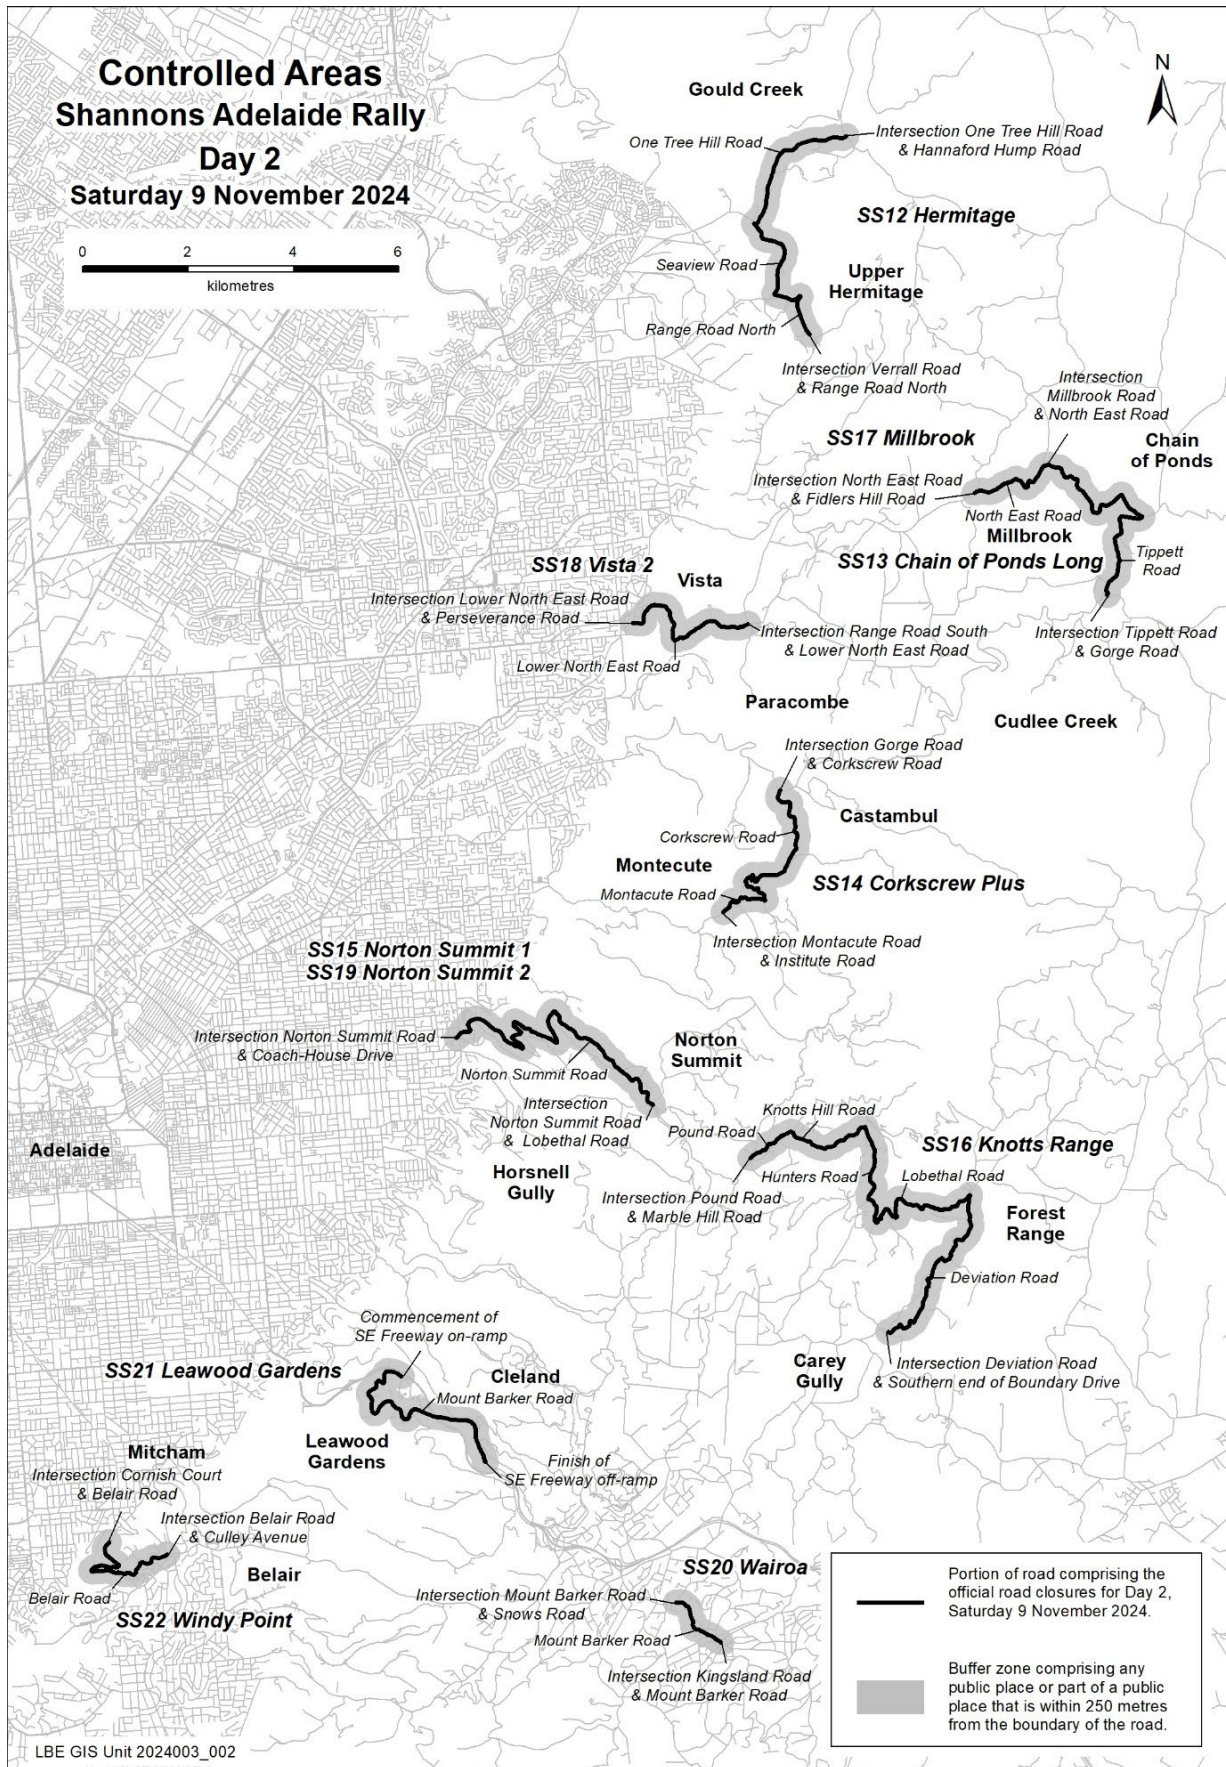 Controlled Areas
Shannons Adelaide Rally
Day 2
Saturday 9 November 2024
0 2 4 6
kilometres
N
Gould Creek
One Tree Hill Road
Intersection One Tree Hill Road
& Hannaford Hump Road
SS12 Hermitage
Seaview Road
Upper
Hermitage
Range Road North
Intersection Verrall Road
& Range Road North
Intersection
Millbrook Road
& North East Road
SS17 Millbrook
Chain
of Ponds
Intersection North East Road
& Fidlers Hill Road
North East Road
Millbrook
SS13 Chain of Ponds Long
Tippett
Road
Intersection Tippett Road
& Gorge Road
SS18 Vista 2
Vista
Intersection Lower North East Road
& Perseverance Road
Intersection Range Road South
& Lower North East Road
Lower North East Road
Paracombe
Cudlee Creek
Intersection Gorge Road
& Corkscrew Road
Castambul
Corkscrew Road
Montecute
SS14 Corkscrew Plus
Montacute Road
Intersection Montacute Road
& Institute Road
SS15 Norton Summit 1
SS19 Norton Summit 2
Intersection Norton Summit Road
& Coach-House Drive
Norton
Summit
Norton Summit Road
Intersection
Norton Summit Road
& Lobethal Road
Adelaide
Horsnell
Gully
Knotts Hill Road
Pound Road
SS16 Knotts Range
Hunters Road
Lobethal Road
Intersection Pound Road
& Marble Hill Road
Forest
Range
Deviation Road
Carey
Gully
Intersection Deviation Road
& Southern end of Boundary Drive
Commencement of
SE Freeway on-ramp
SS21 Leawood Gardens
Cleland
Mount Barker Road
Leawood
Gardens
Finish of
SE Freeway off-ramp
Mitcham
Intersection Cornish Court
& Belair Road
Intersection Belair Road
& Culley Avenue
Belair
Belair Road
SS22 Windy Point
SS20 Wairoa
Intersection Mount Barker Road
& Snows Road
Mount Barker Road
Intersection Kingsland Road
& Mount Barker Road
Portion of road comprising the
official road closures for Day 2,
Saturday 9 November 2024.
Buffer zone comprising any
public place or part of a public
place that is within 250 metres
from the boundary of the road.
LBE GIS Unit 2024003_002